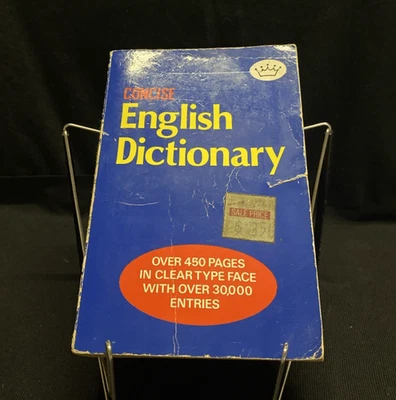 CONCISE
English
Dictionary
SALE PRICE
OVER 450 PAGES
IN CLEAR TYPE FACE
WITH OVER 30,000
ENTRIES